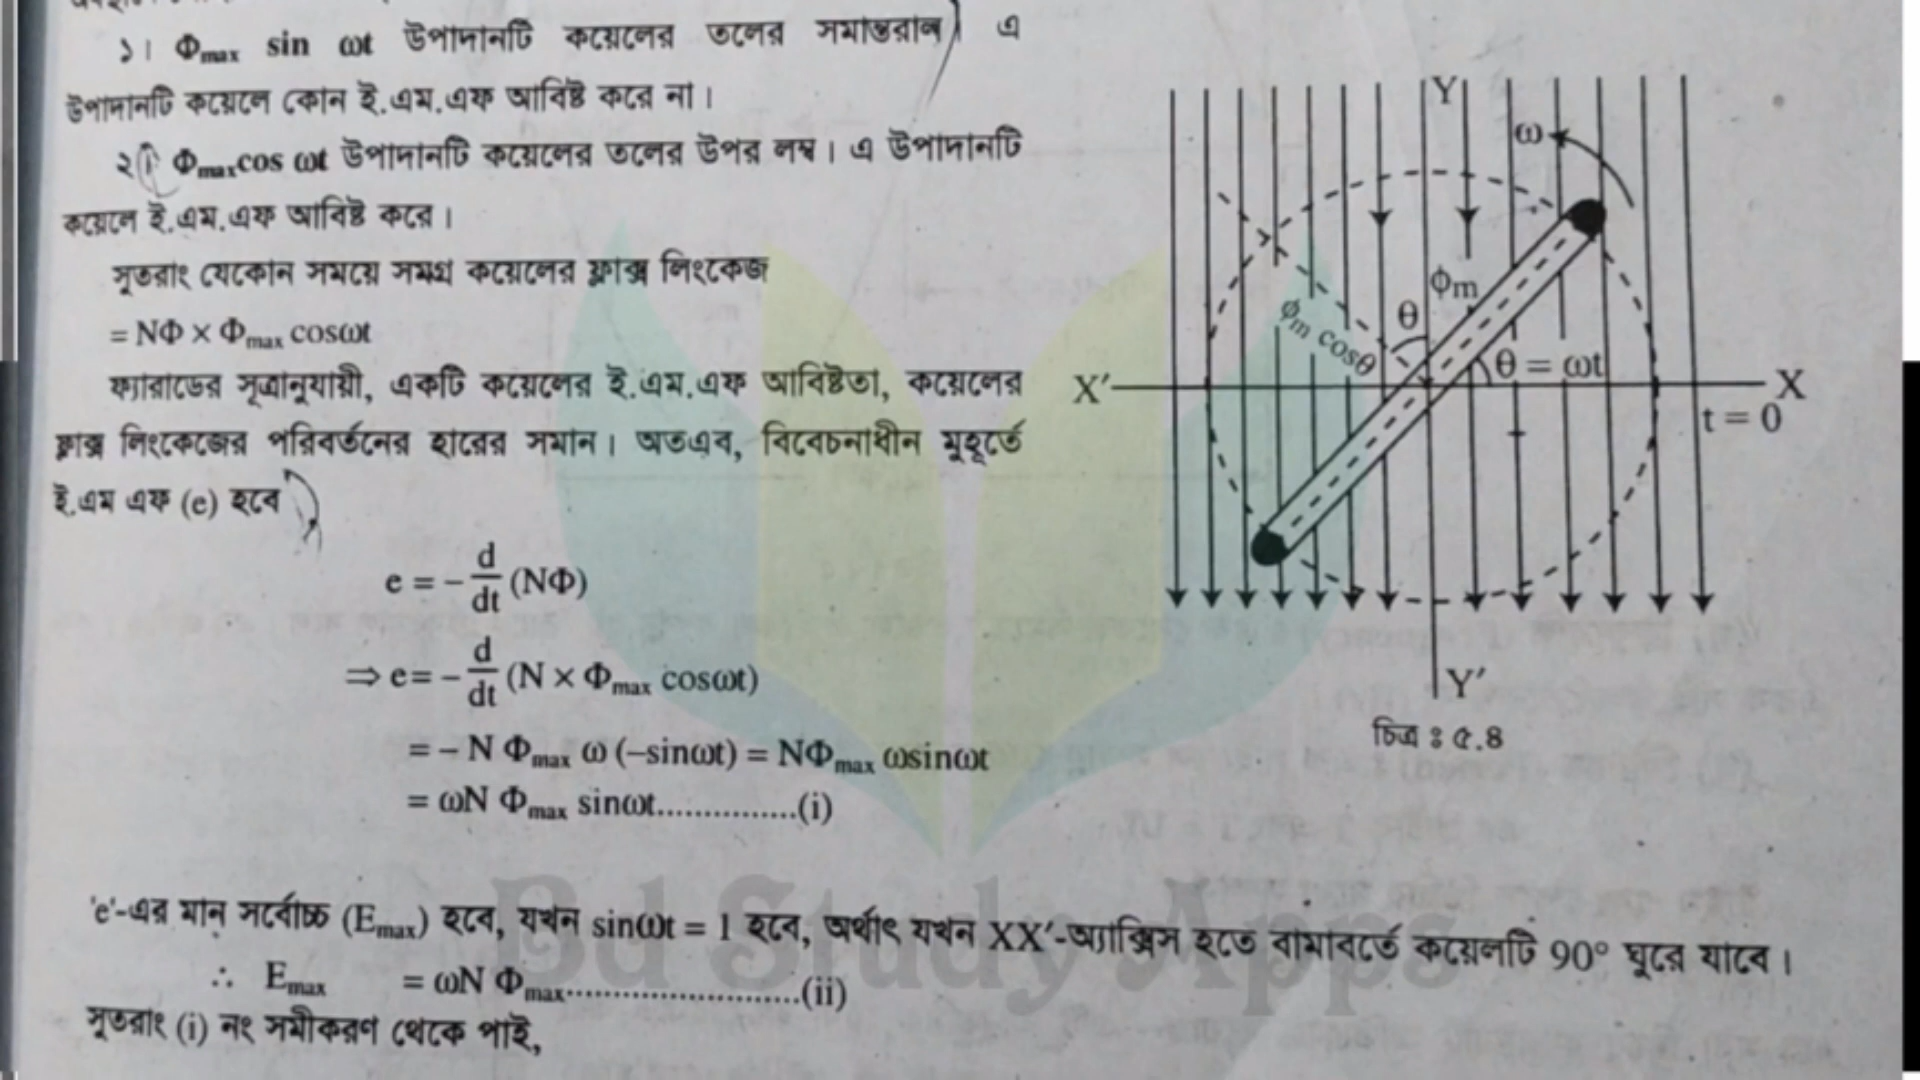 ১। Φmax sin ωt উপাদানটি কয়েলের তলের সমান্তরাল। এ
উপাদানটি কয়েলে কোন ই.এম.এফ আবিষ্ট করে না।
২। Φmaxcos ωt উপাদানটি কয়েলের তলের উপর লম্ব। এ উপাদানটি
কয়েলে ই.এম.এফ আবিষ্ট করে।
সুতরাং যেকোন সময়ে সমগ্র কয়েলের ফ্লাক্স লিংকেজ
= NΦ × Φmax cosωt
ফ্যারাডের সূত্রানুযায়ী, একটি কয়েলের ই.এম.এফ আবিষ্টতা, কয়েলের
ফ্লাক্স লিংকেজের পরিবর্তনের হারের সমান। অতএব, বিবেচনাধীন মুহূর্তে
ই.এম এফ (e) হবে
e = − d/dt (NΦ)
⇒ e= − d/dt (N × Φmax cosωt)
= − N Φmax ω (−sinωt) = NΦmax ωsinωt
= ωN Φmax sinωt...............(i)
Y
ω
ϕm
θ
ϕm cosθ
θ = ωt
X′
X
t = 0
Y′
চিত্র ঃ ৫.৪
'e'-এর মান সর্বোচ্চ (Emax) হবে, যখন sinωt = 1 হবে, অর্থাৎ যখন XX′-অ্যাক্সিস হতে বামাবর্তে কয়েলটি 90° ঘুরে যাবে।
∴ Emax = ωN Φmax..........................(ii)
সুতরাং (i) নং সমীকরণ থেকে পাই,
Bd Study Apps